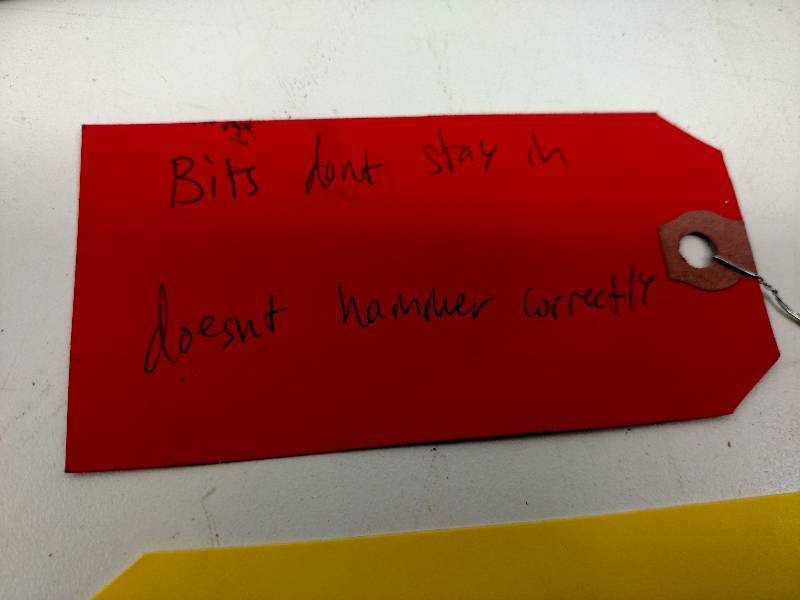 Bits dont stay in
doesnt hammer correctly